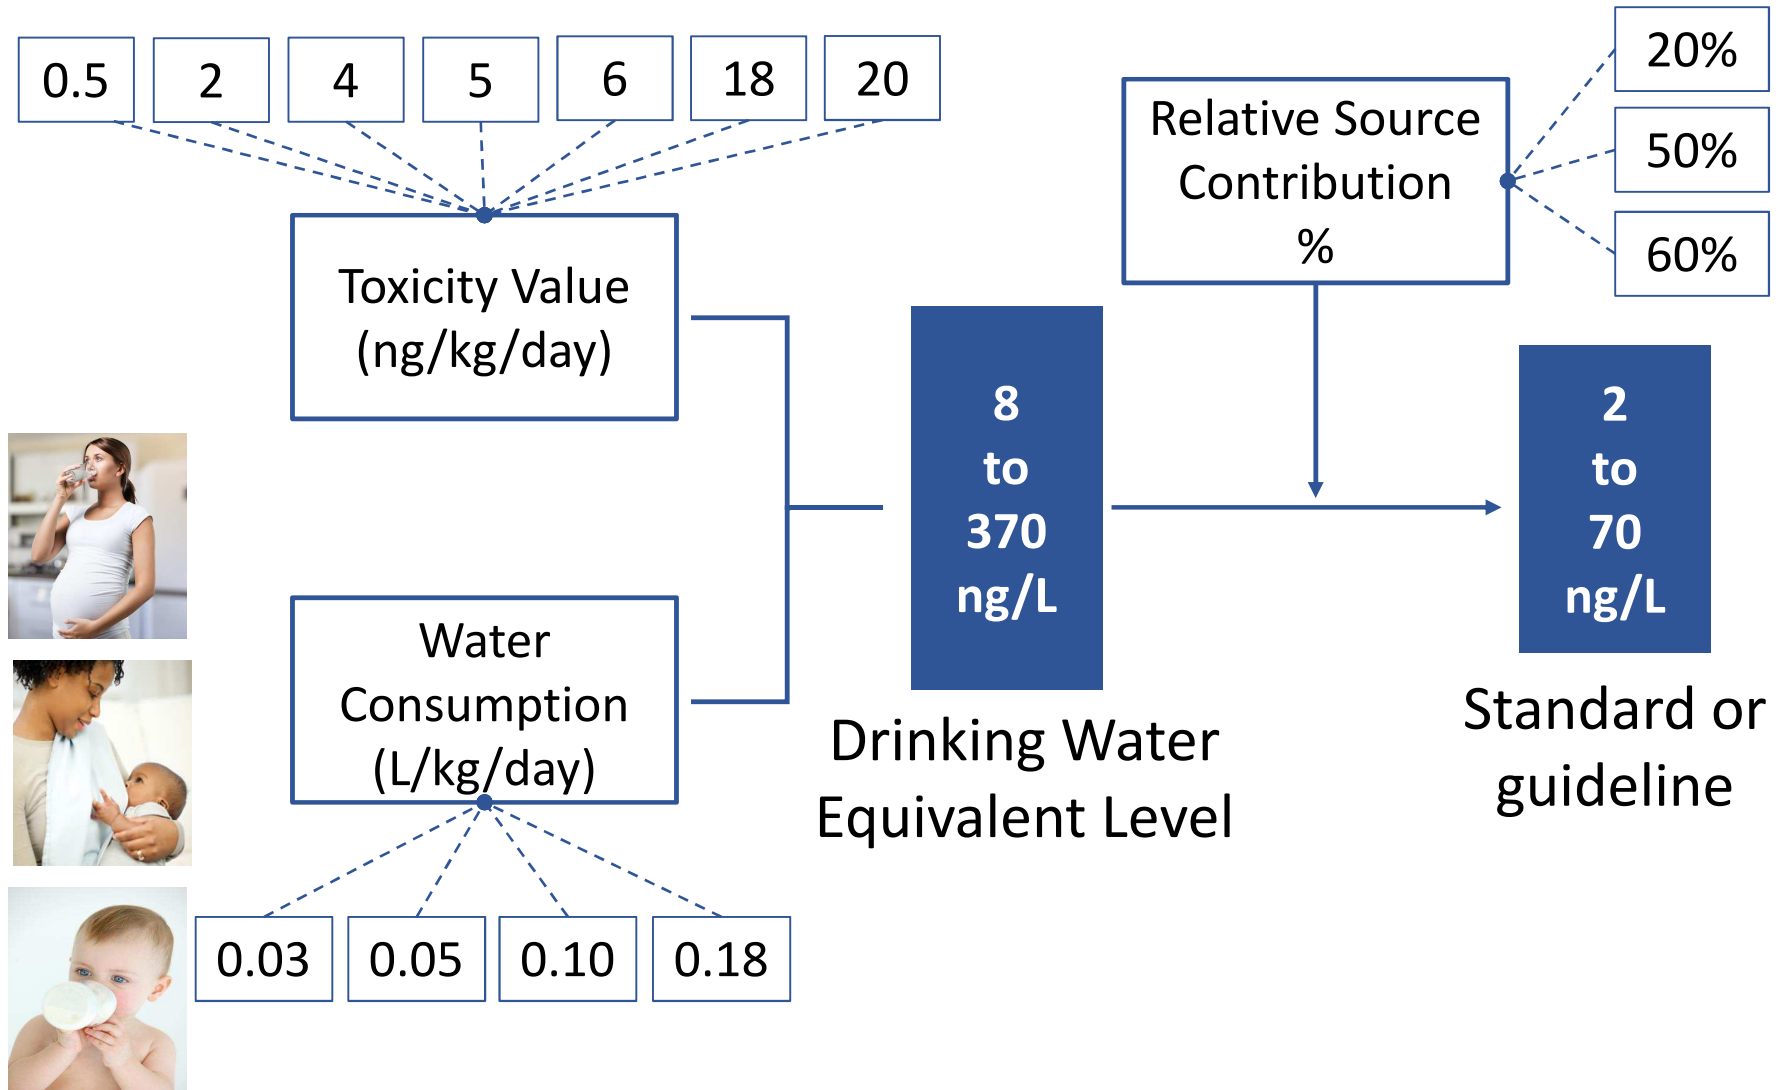 0.5
2
4
5
6
18
20
Toxicity Value
(ng/kg/day)
Water
Consumption
(L/kg/day)
0.03
0.05
0.10
0.18
8
to
370
ng/L
Drinking Water
Equivalent Level
Relative Source
Contribution
%
20%
50%
60%
2
to
70
ng/L
Standard or
guideline